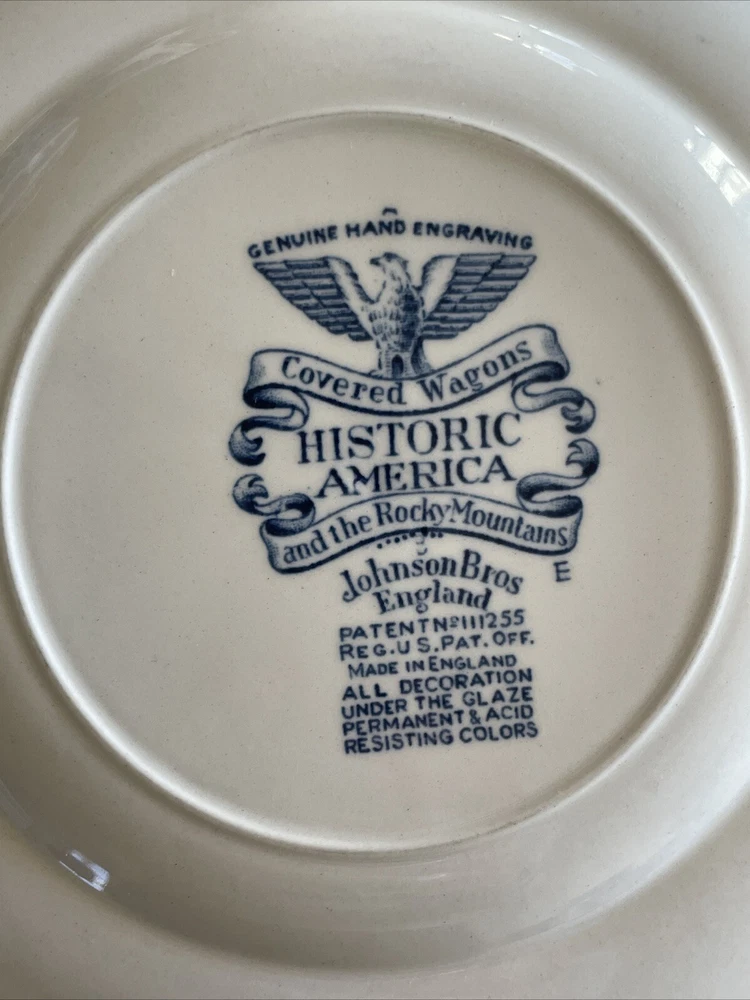 GENUINE HAND ENGRAVING
Covered Wagons
HISTORIC
AMERICA
and the Rocky Mountains
Johnson Bros
E
England
PATENT Nº 111255
REG. U S. PAT. OFF.
MADE IN ENGLAND
ALL DECORATION
UNDER THE GLAZE
PERMANENT & ACID
RESISTING COLORS